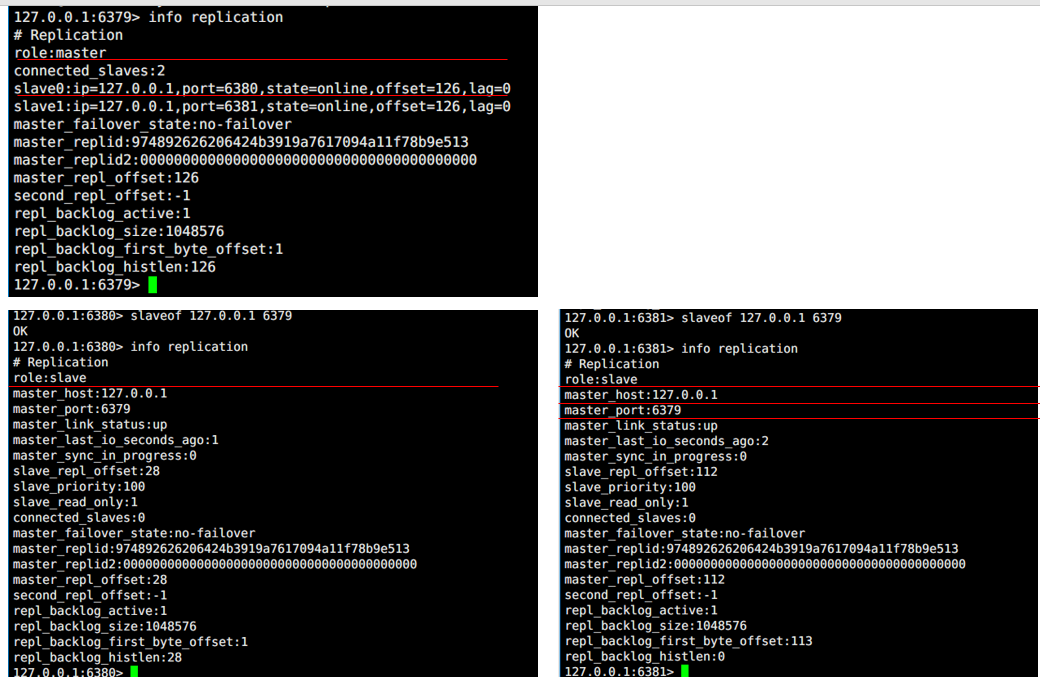 127.0.0.1:6379> info replication
# Replication
role:master
connected_slaves:2
slave0:ip=127.0.0.1,port=6380,state=online,offset=126,lag=0
slave1:ip=127.0.0.1,port=6381,state=online,offset=126,lag=0
master_failover_state:no-failover
master_replid:974892626206424b3919a7617094a11f78b9e513
master_replid2:0000000000000000000000000000000000000000
master_repl_offset:126
second_repl_offset:-1
repl_backlog_active:1
repl_backlog_size:1048576
repl_backlog_first_byte_offset:1
repl_backlog_histlen:126
127.0.0.1:6379>
127.0.0.1:6380> slaveof 127.0.0.1 6379
OK
127.0.0.1:6380> info replication
# Replication
role:slave
master_host:127.0.0.1
master_port:6379
master_link_status:up
master_last_io_seconds_ago:1
master_sync_in_progress:0
slave_repl_offset:28
slave_priority:100
slave_read_only:1
connected_slaves:0
master_failover_state:no-failover
master_replid:974892626206424b3919a7617094a11f78b9e513
master_replid2:0000000000000000000000000000000000000000
master_repl_offset:28
second_repl_offset:-1
repl_backlog_active:1
repl_backlog_size:1048576
repl_backlog_first_byte_offset:1
repl_backlog_histlen:28
127.0.0.1:6380>
127.0.0.1:6381> slaveof 127.0.0.1 6379
OK
127.0.0.1:6381> info replication
# Replication
role:slave
master_host:127.0.0.1
master_port:6379
master_link_status:up
master_last_io_seconds_ago:2
master_sync_in_progress:0
slave_repl_offset:112
slave_priority:100
slave_read_only:1
connected_slaves:0
master_failover_state:no-failover
master_replid:974892626206424b3919a7617094a11f78b9e513
master_replid2:0000000000000000000000000000000000000000
master_repl_offset:112
second_repl_offset:-1
repl_backlog_active:1
repl_backlog_size:1048576
repl_backlog_first_byte_offset:113
repl_backlog_histlen:0
127.0.0.1:6381>